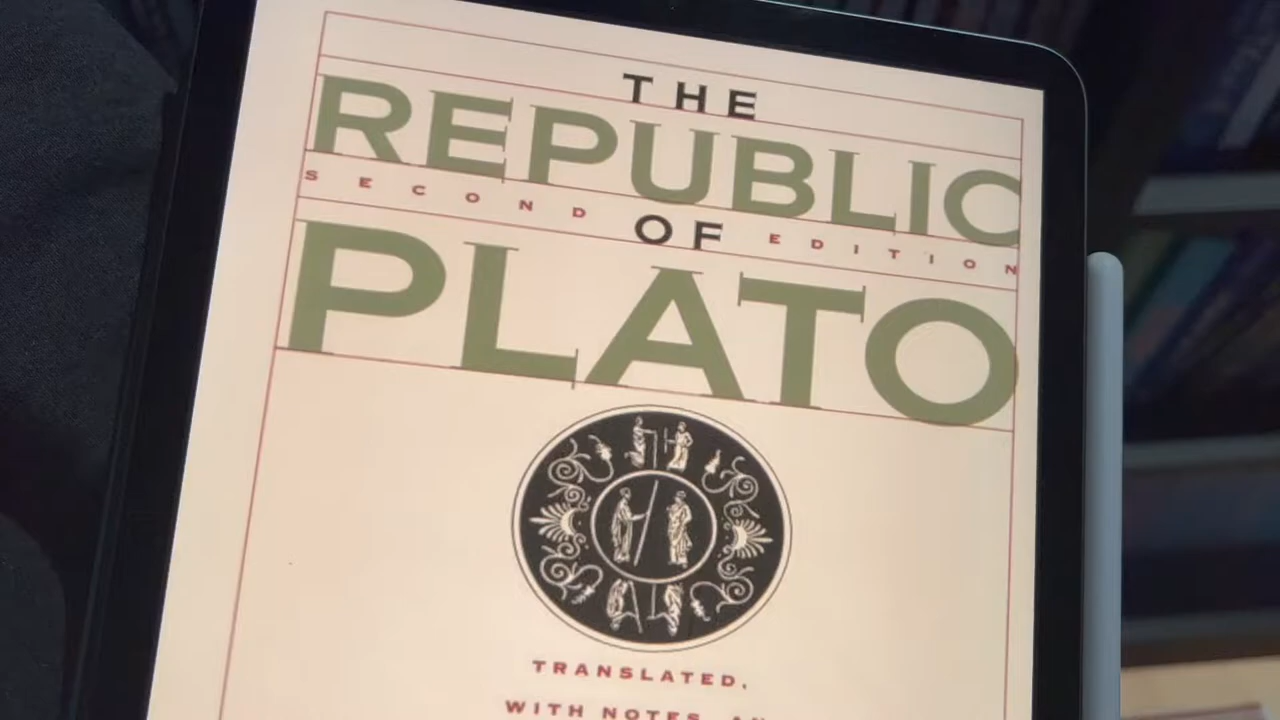 THE
REPUBLIC
SECOND OF EDITION
PLATO
TRANSLATED,
WITH NOTES,